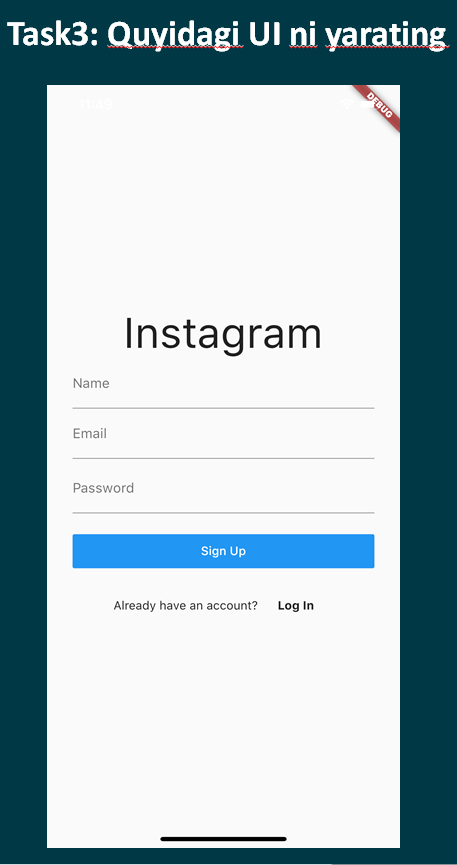 Task3: Quyidagi UI ni yarating
11:49
DEBUG
Instagram
Name
Email
Password
Sign Up
Already have an account? Log In